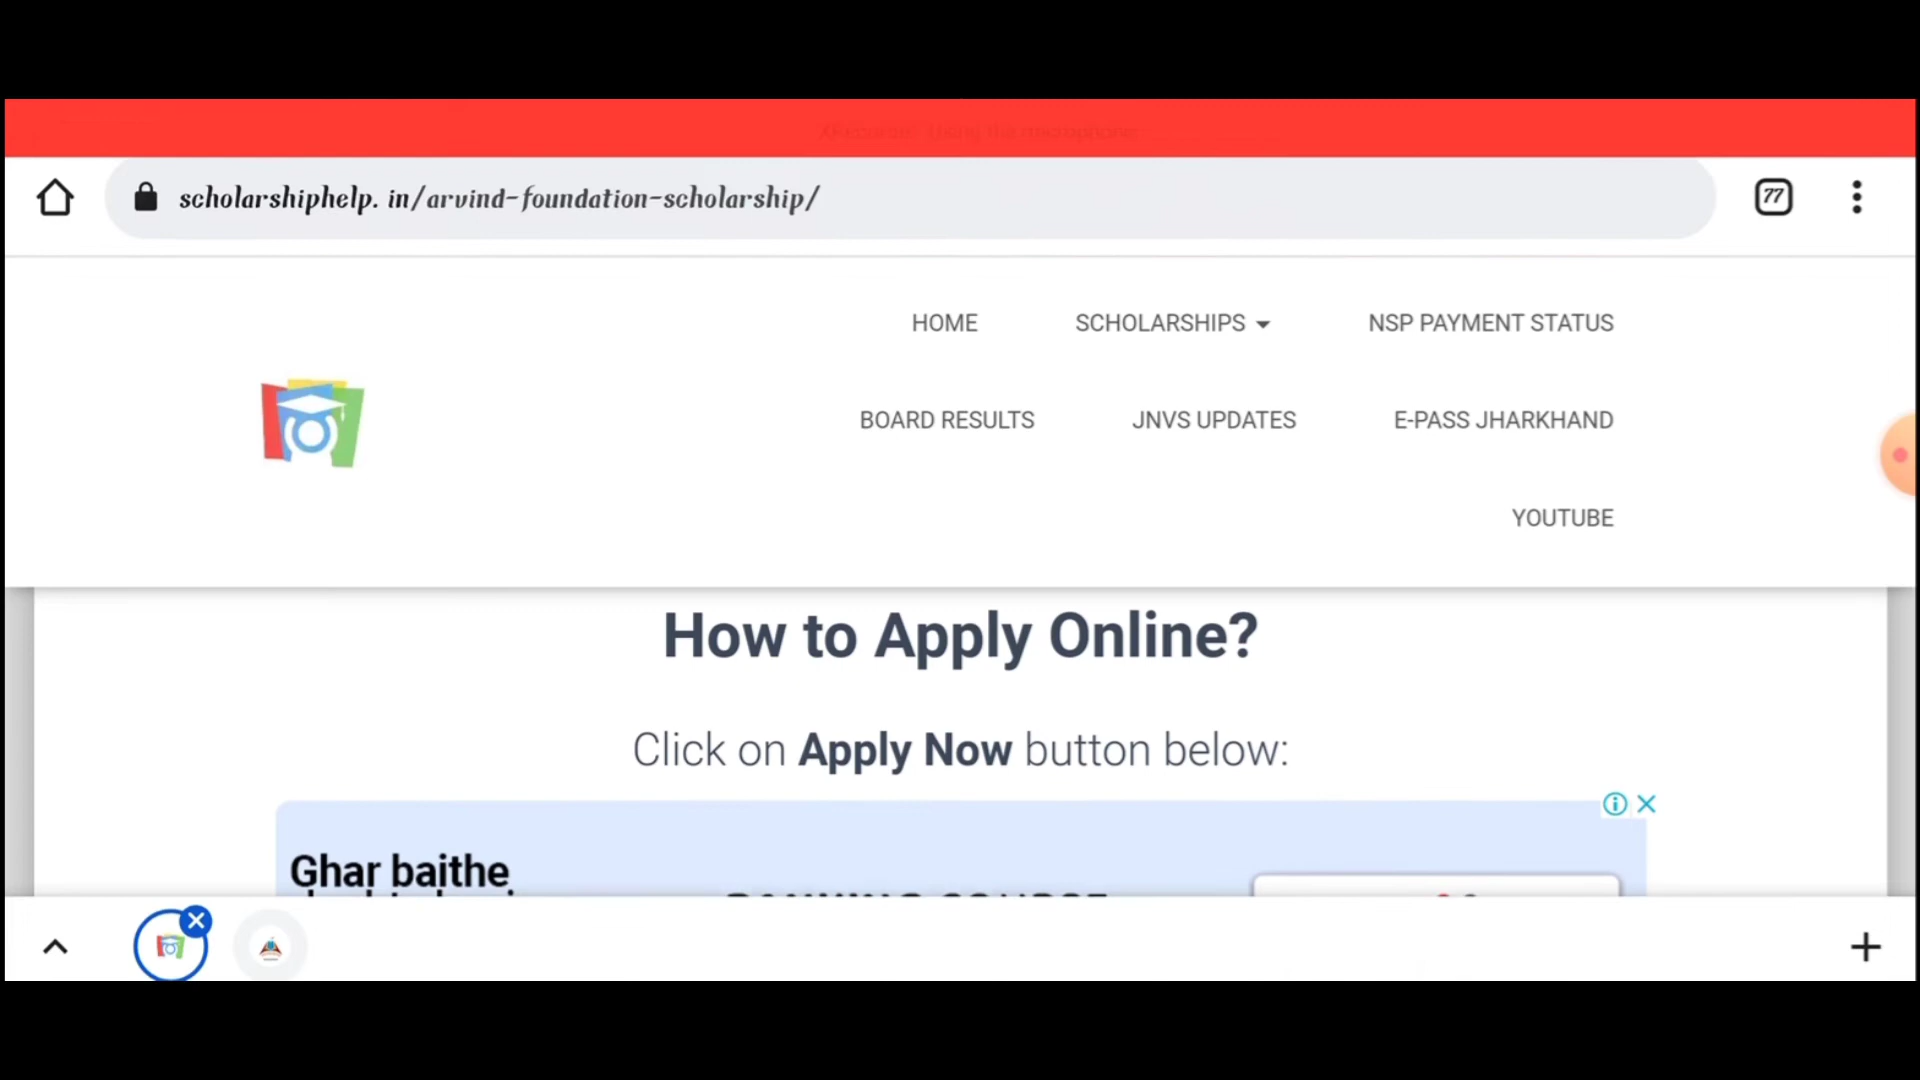 scholarshiphelp. in/arvind-foundation-scholarship/
77
HOME
SCHOLARSHIPS
NSP PAYMENT STATUS
BOARD RESULTS
JNVS UPDATES
E-PASS JHARKHAND
YOUTUBE
How to Apply Online?
Click on Apply Now button below:
Ghar baithe